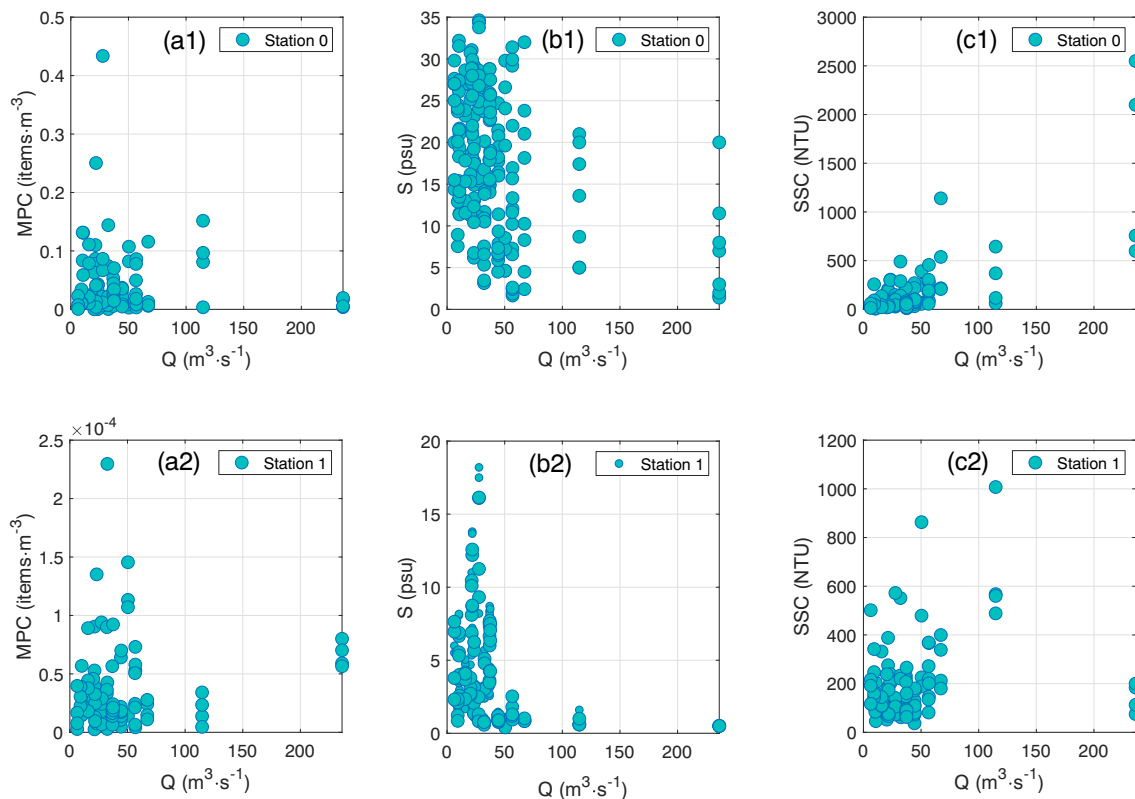 (a1) Station 0
MPC (items·m⁻³)
0.5
0.4
0.3
0.2
0.1
0
0 50 100 150 200
Q (m³·s⁻¹)
(b1) Station 0
S (psu)
35
30
25
20
15
10
5
0
0 50 100 150 200
Q (m³·s⁻¹)
(c1) Station 0
SSC (NTU)
3000
2500
2000
1500
1000
500
0
0 50 100 150 200
Q (m³·s⁻¹)
×10⁻⁴
(a2) Station 1
MPC (items·m⁻³)
2.5
2
1.5
1
0.5
0
0 50 100 150 200
Q (m³·s⁻¹)
(b2) Station 1
S (psu)
20
15
10
5
0
0 50 100 150 200
Q (m³·s⁻¹)
(c2) Station 1
SSC (NTU)
1200
1000
800
600
400
200
0
0 50 100 150 200
Q (m³·s⁻¹)